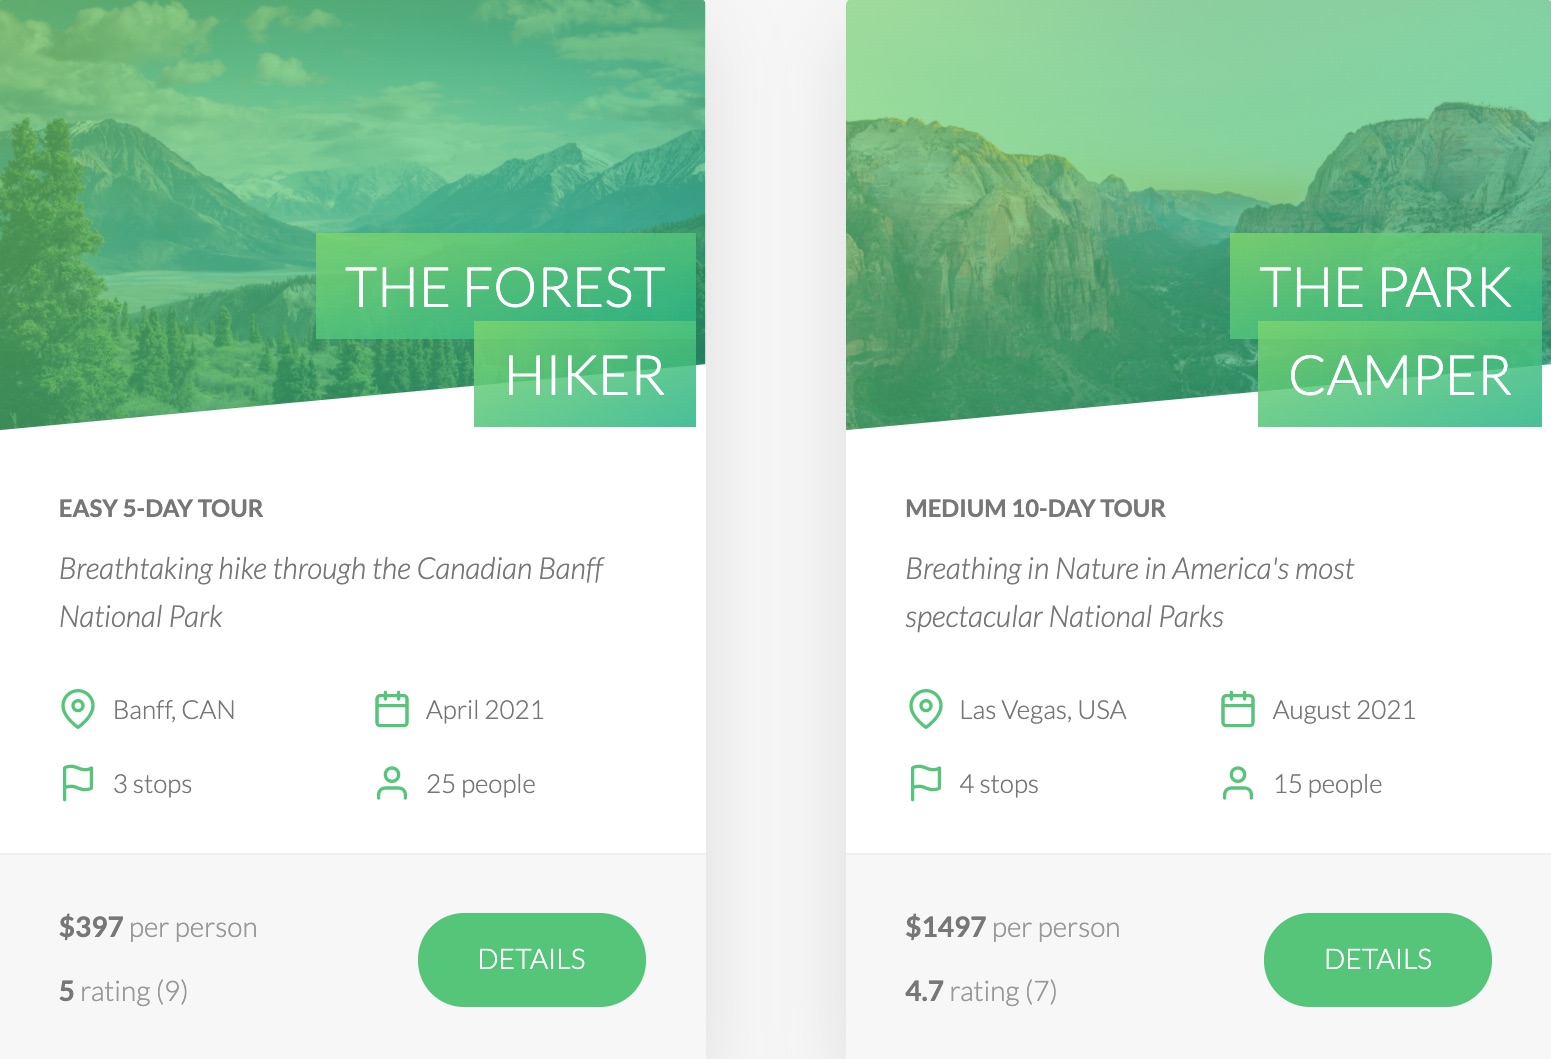 THE FOREST
HIKER
EASY 5-DAY TOUR
Breathtaking hike through the Canadian Banff
National Park
Banff, CAN
April 2021
3 stops
25 people
$397 per person
5 rating (9)
DETAILS
THE PARK
CAMPER
MEDIUM 10-DAY TOUR
Breathing in Nature in America's most
spectacular National Parks
Las Vegas, USA
August 2021
4 stops
15 people
$1497 per person
4.7 rating (7)
DETAILS